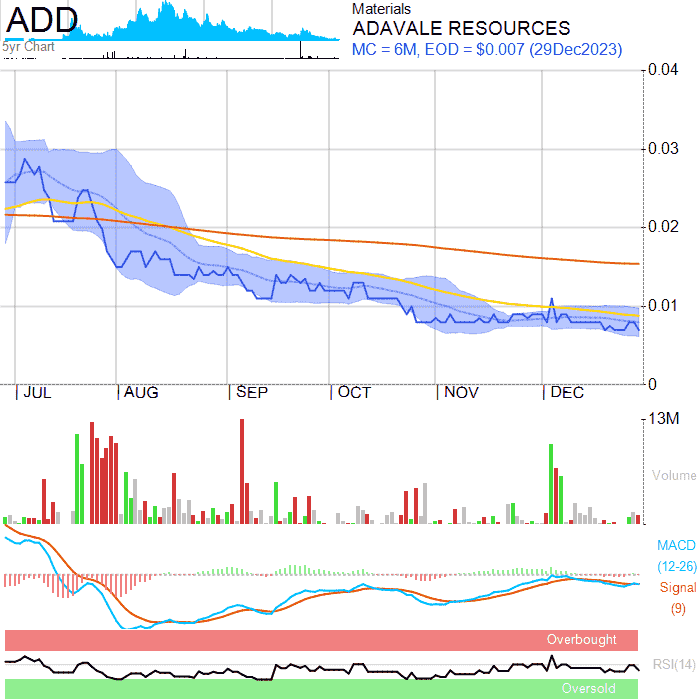 ADD
5yr Chart
Materials
ADAVALE RESOURCES
MC = 6M, EOD = $0.007 (29Dec2023)
0.04
0.03
0.02
0.01
0
JUL AUG SEP OCT NOV DEC
13M
Volume
MACD
(12-26)
Signal
(9)
Overbought
RSI(14)
Oversold